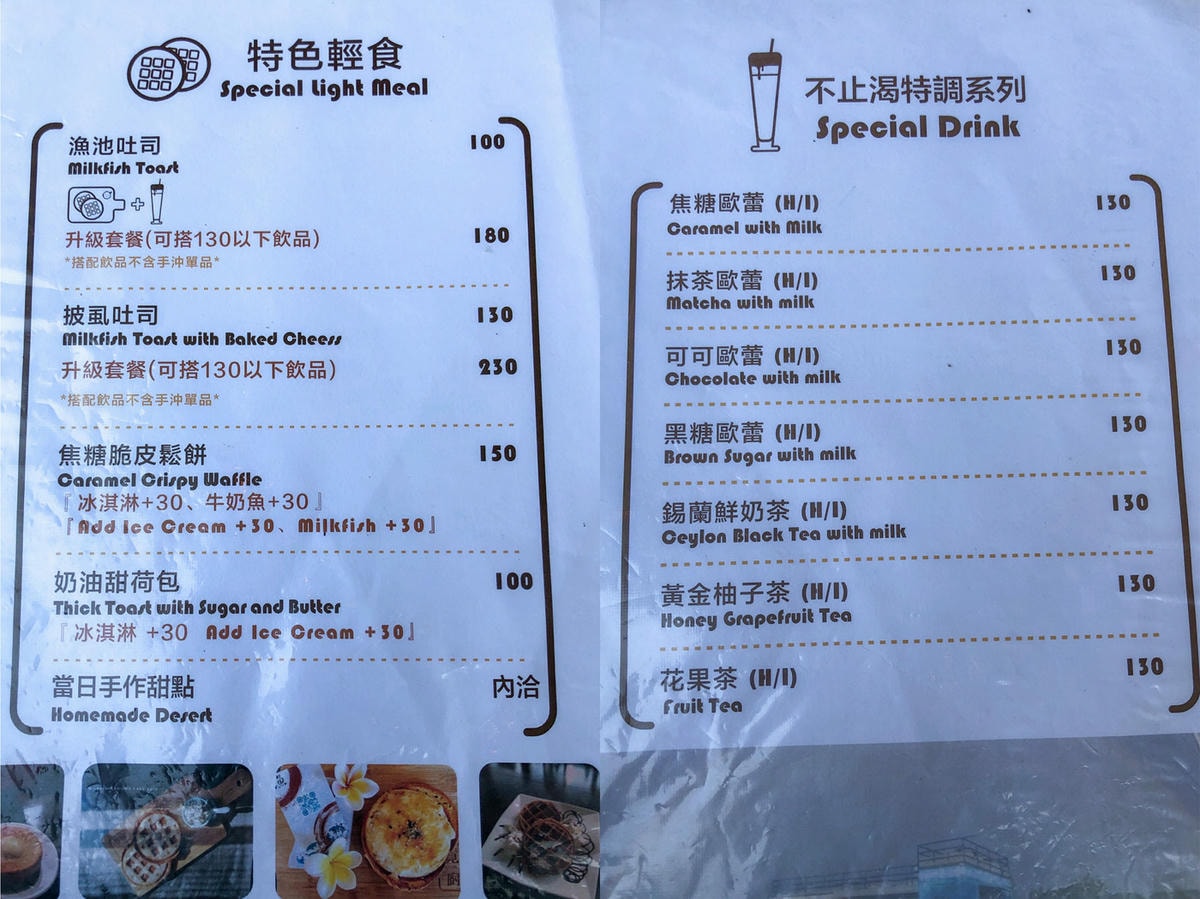 特色輕食
Special Light Meal
漁池吐司 100
Milkfish Toast
+
升級套餐(可搭130以下飲品) 180
*搭配飲品不含手沖單品*
披虱吐司 130
Milkfish Toast with Baked Cheess
升級套餐(可搭130以下飲品) 230
*搭配飲品不含手沖單品*
焦糖脆皮鬆餅 150
Caramel Crispy Waffle
『冰淇淋+30、牛奶魚+30』
『Add Ice Cream +30、Milkfish +30』
奶油甜荷包 100
Thick Toast with Sugar and Butter
『冰淇淋 +30 Add Ice Cream +30』
當日手作甜點 內洽
Homemade Desert
不止渴特調系列
Special Drink
焦糖歐蕾 (H/I) 130
Caramel with Milk
抹茶歐蕾 (H/I) 130
Matcha with milk
可可歐蕾 (H/I) 130
Chocolate with milk
黑糖歐蕾 (H/I) 130
Brown Sugar with milk
錫蘭鮮奶茶 (H/I) 130
Ceylon Black Tea with milk
黃金柚子茶 (H/I) 130
Honey Grapefruit Tea
花果茶 (H/I) 130
Fruit Tea